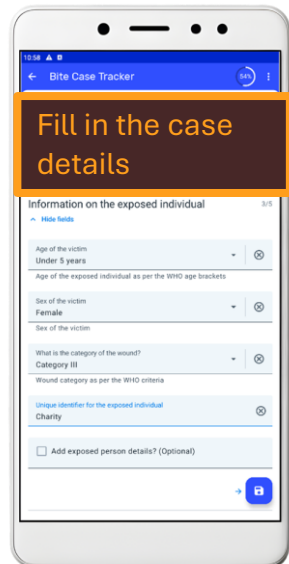 10:58
Bite Case Tracker
54%
Fill in the case
details
Information on the exposed individual
3/5
Hide fields
Age of the victim
Under 5 years
Age of the exposed individual as per the WHO age brackets
Sex of the victim
Female
Sex of the victim
What is the category of the wound?
Category III
Wound category as per the WHO criteria
Unique identifier for the exposed individual
Charity
Add exposed person details? (Optional)